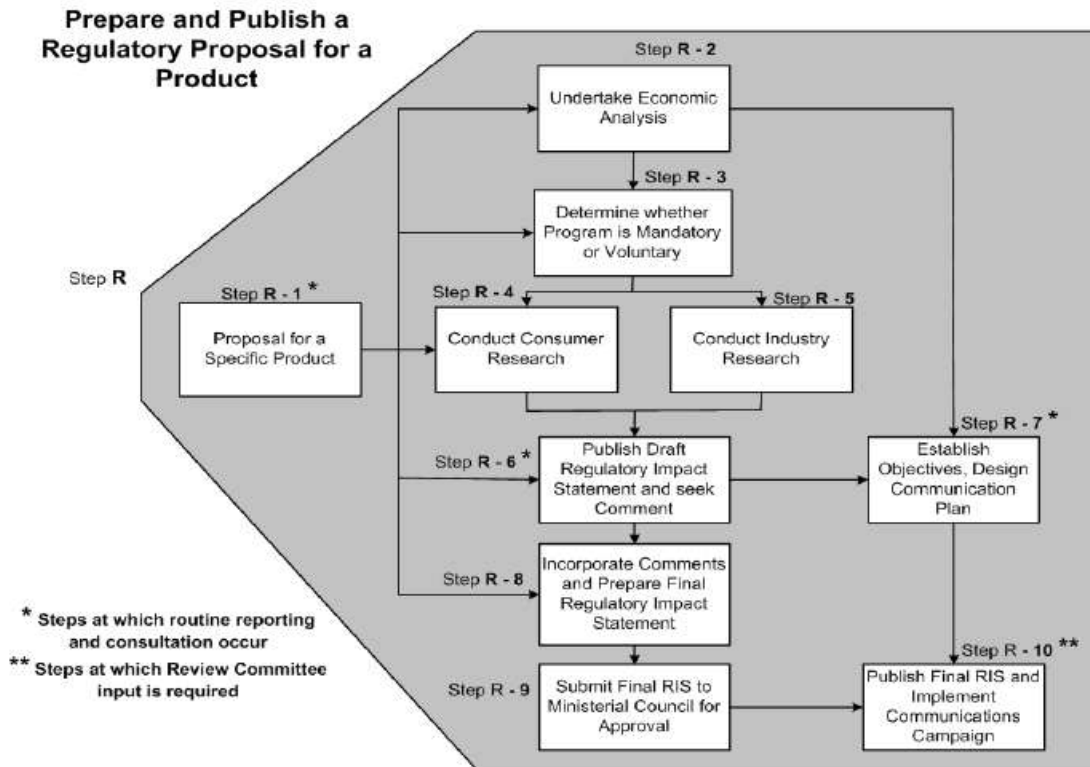 Prepare and Publish a
Regulatory Proposal for a
Product
Step R - 2
Undertake Economic
Analysis
Step R - 3
Determine whether
Program is Mandatory
or Voluntary
Step R
Step R - 1 *
Proposal for a
Specific Product
Step R - 4
Conduct Consumer
Research
Step R - 5
Conduct Industry
Research
Step R - 6 *
Publish Draft
Regulatory Impact
Statement and seek
Comment
Step R - 7 *
Establish
Objectives, Design
Communication
Plan
Step R - 8
Incorporate Comments
and Prepare Final
Regulatory Impact
Statement
* Steps at which routine reporting
and consultation occur
** Steps at which Review Committee
input is required
Step R - 9
Submit Final RIS to
Ministerial Council for
Approval
Step R - 10 **
Publish Final RIS and
Implement
Communications
Campaign